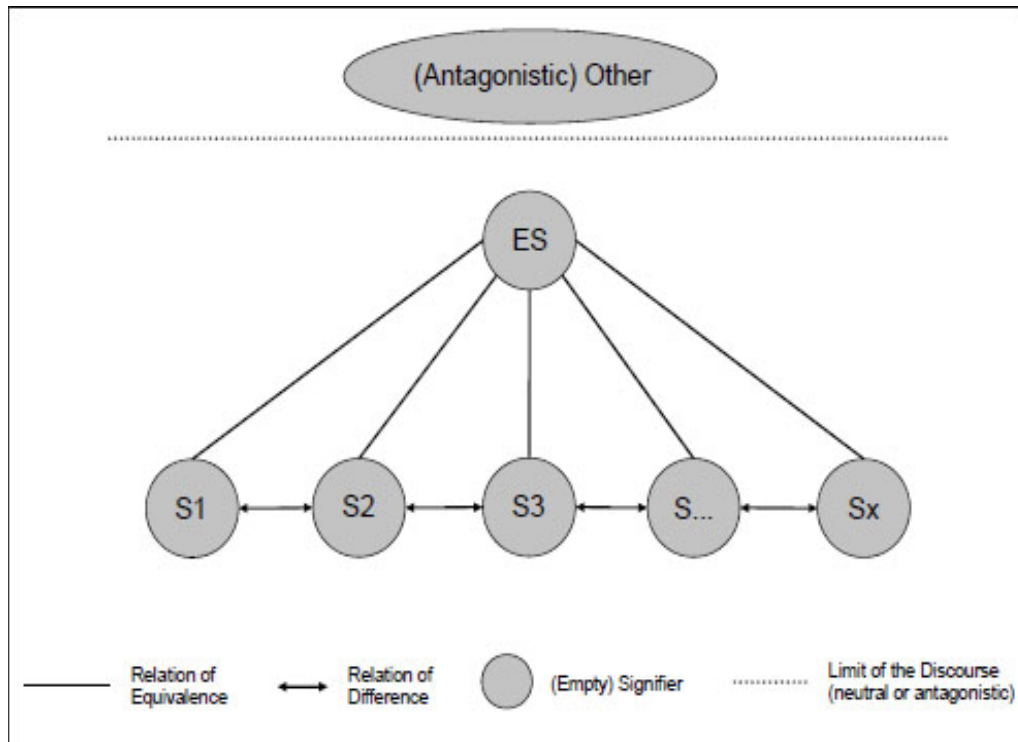 (Antagonistic) Other
ES
S1
S2
S3
S...
Sx
Relation of
Equivalence
Relation of
Difference
(Empty) Signifier
Limit of the Discourse
(neutral or antagonistic)